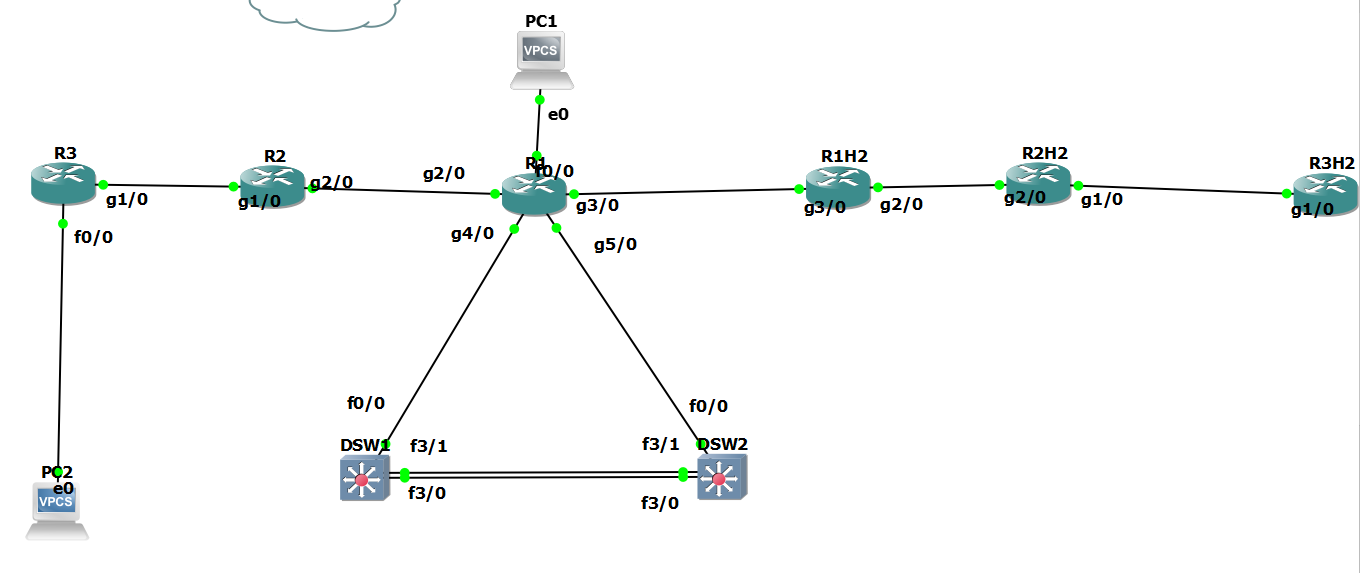 PC1
VPCS
e0
R3
R2
R1
f0/0
R1H2
R2H2
R3H2
g1/0
g1/0
g2/0
g2/0
g3/0
g3/0
g2/0
g2/0
g1/0
g1/0
f0/0
g4/0
g5/0
f0/0
f0/0
DSW1
f3/1
f3/1
DSW2
PC2
e0
VPCS
f3/0
f3/0